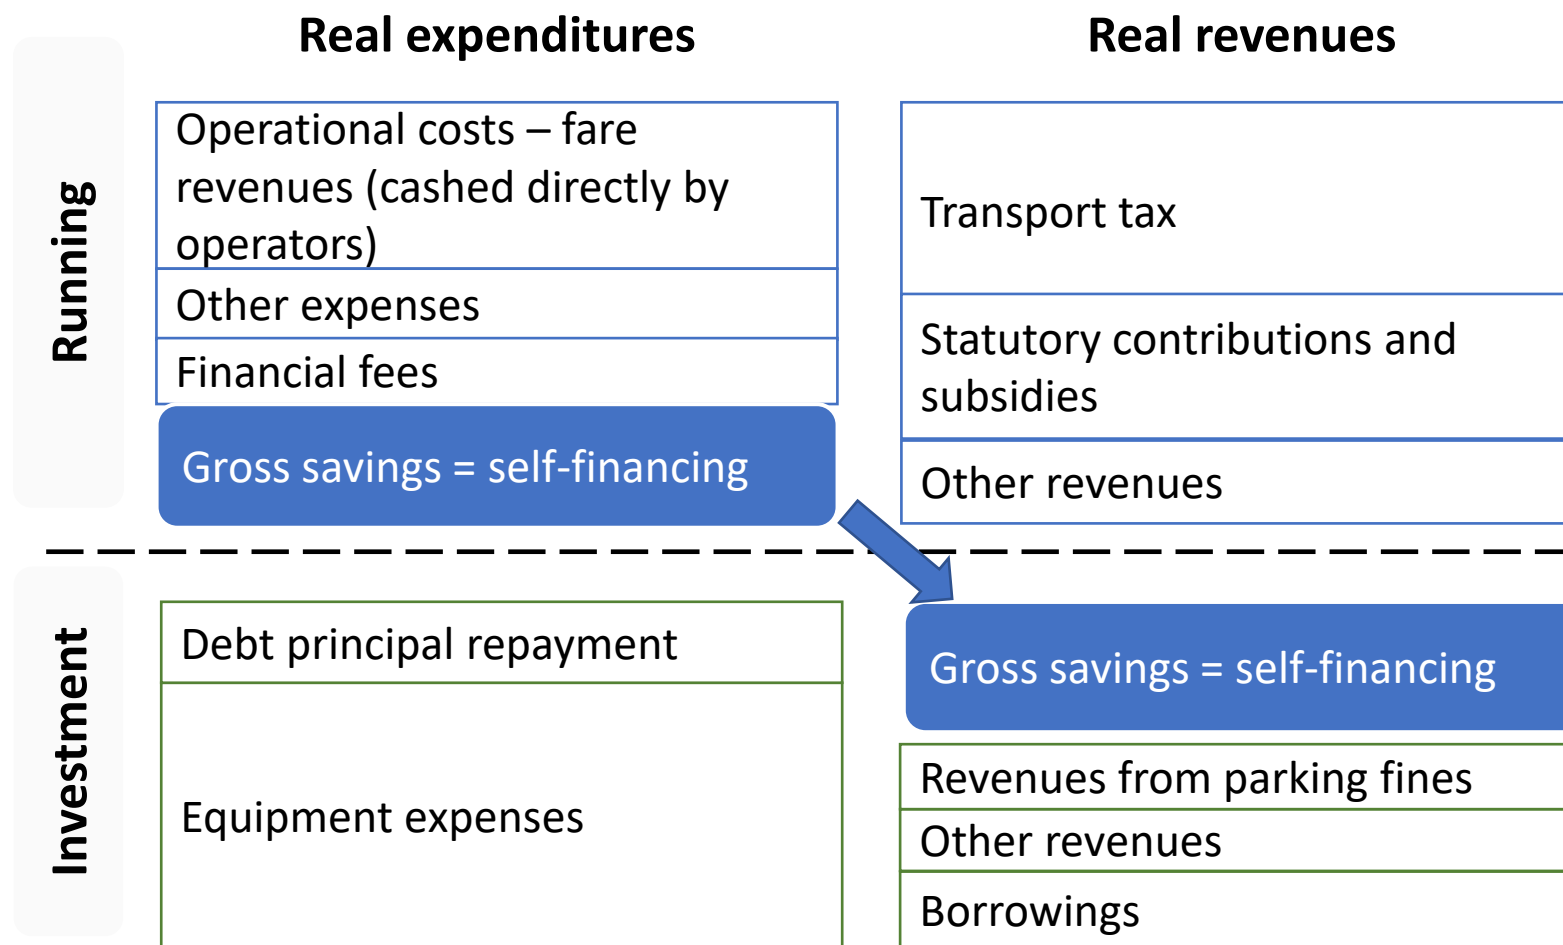 Real expenditures
Real revenues
Running
Operational costs – fare
revenues (cashed directly by
operators)
Other expenses
Financial fees
Gross savings = self-financing
Transport tax
Statutory contributions and
subsidies
Other revenues
Investment
Debt principal repayment
Equipment expenses
Gross savings = self-financing
Revenues from parking fines
Other revenues
Borrowings